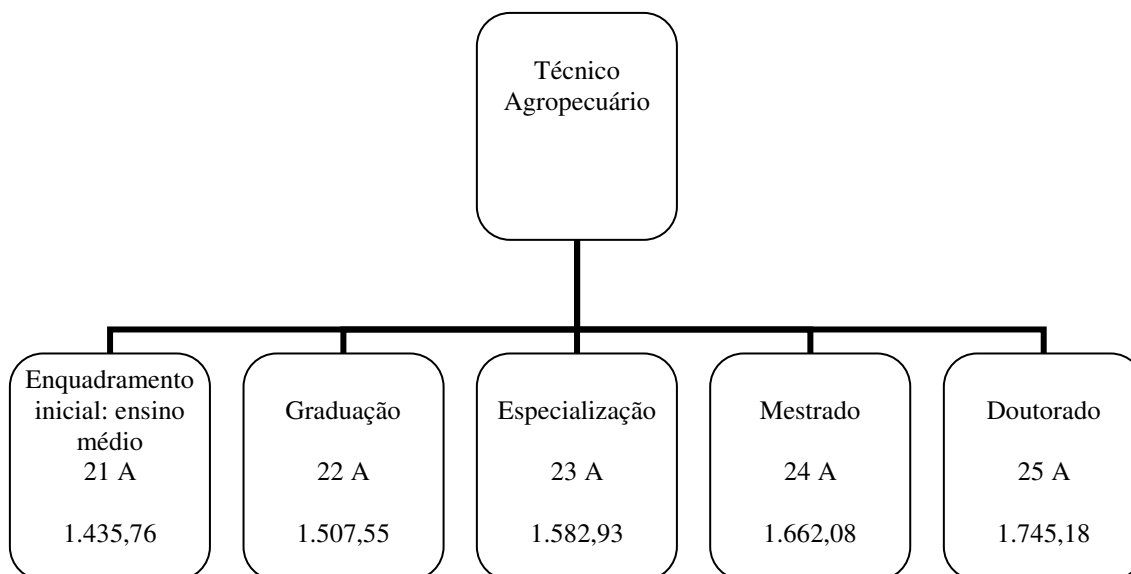 Técnico
Agropecuário
Enquadramento
inicial: ensino
médio
21 A
1.435,76
Graduação
22 A
1.507,55
Especialização
23 A
1.582,93
Mestrado
24 A
1.662,08
Doutorado
25 A
1.745,18